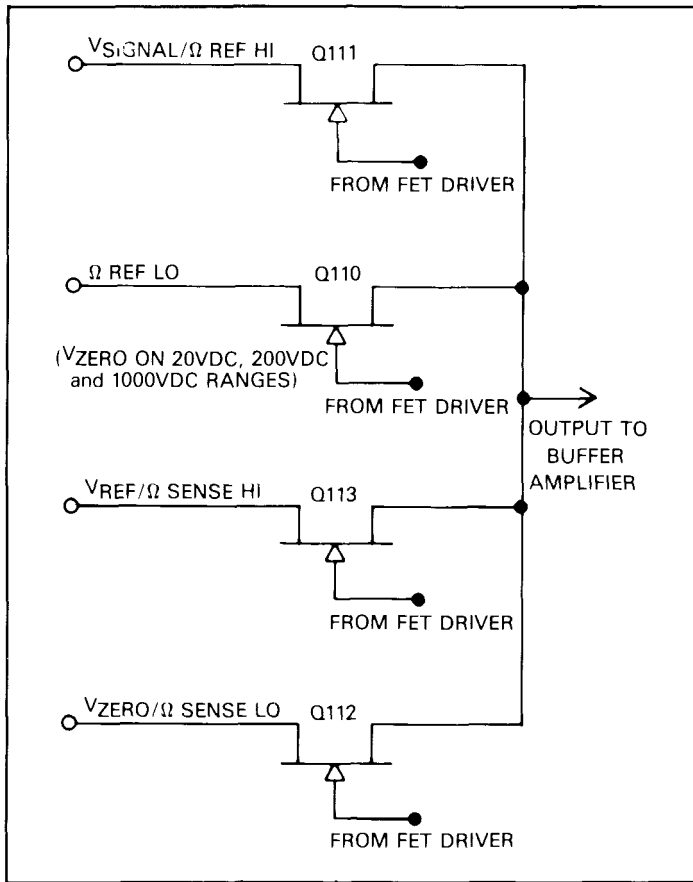 VSIGNAL/Ω REF HI
Q111
FROM FET DRIVER
Ω REF LO
Q110
(VZERO ON 20VDC, 200VDC
and 1000VDC RANGES)
FROM FET DRIVER
OUTPUT TO
BUFFER
AMPLIFIER
VREF/Ω SENSE HI
Q113
FROM FET DRIVER
VZERO/Ω SENSE LO
Q112
FROM FET DRIVER